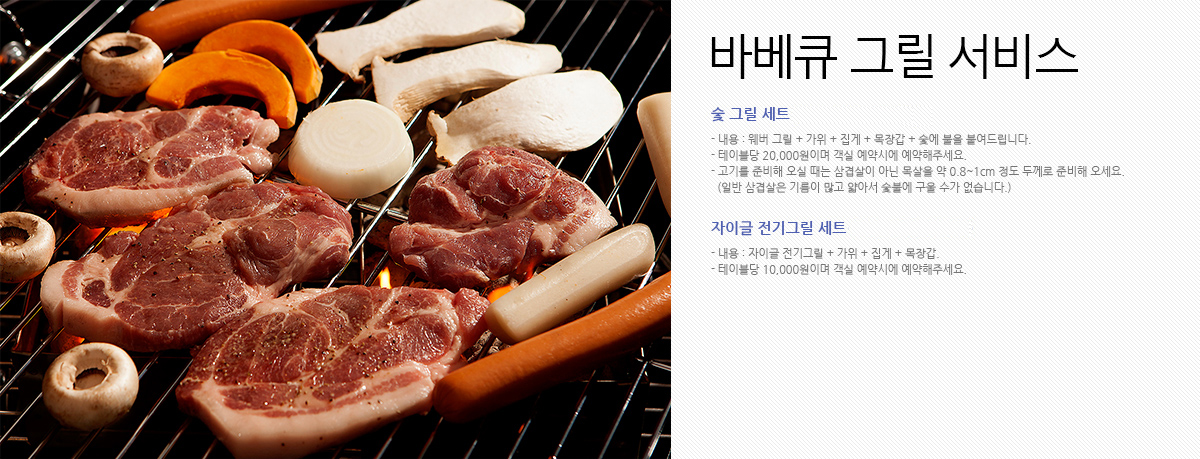 바베큐 그릴 서비스
숯 그릴 세트
- 내용 : 웨버 그릴 + 가위 + 집게 + 목장갑 + 숯에 불을 붙여드립니다.
- 테이블당 20,000원이며 객실 예약시에 예약해주세요.
- 고기를 준비해 오실 때는 삼겹살이 아닌 목살을 약 0.8~1cm 정도 두께로 준비해 오세요.
(일반 삼겹살은 기름이 많고 얇아서 숯불에 구울 수가 없습니다.)
자이글 전기그릴 세트
- 내용 : 자이글 전기그릴 + 가위 + 집게 + 목장갑.
- 테이블당 10,000원이며 객실 예약시에 예약해주세요.